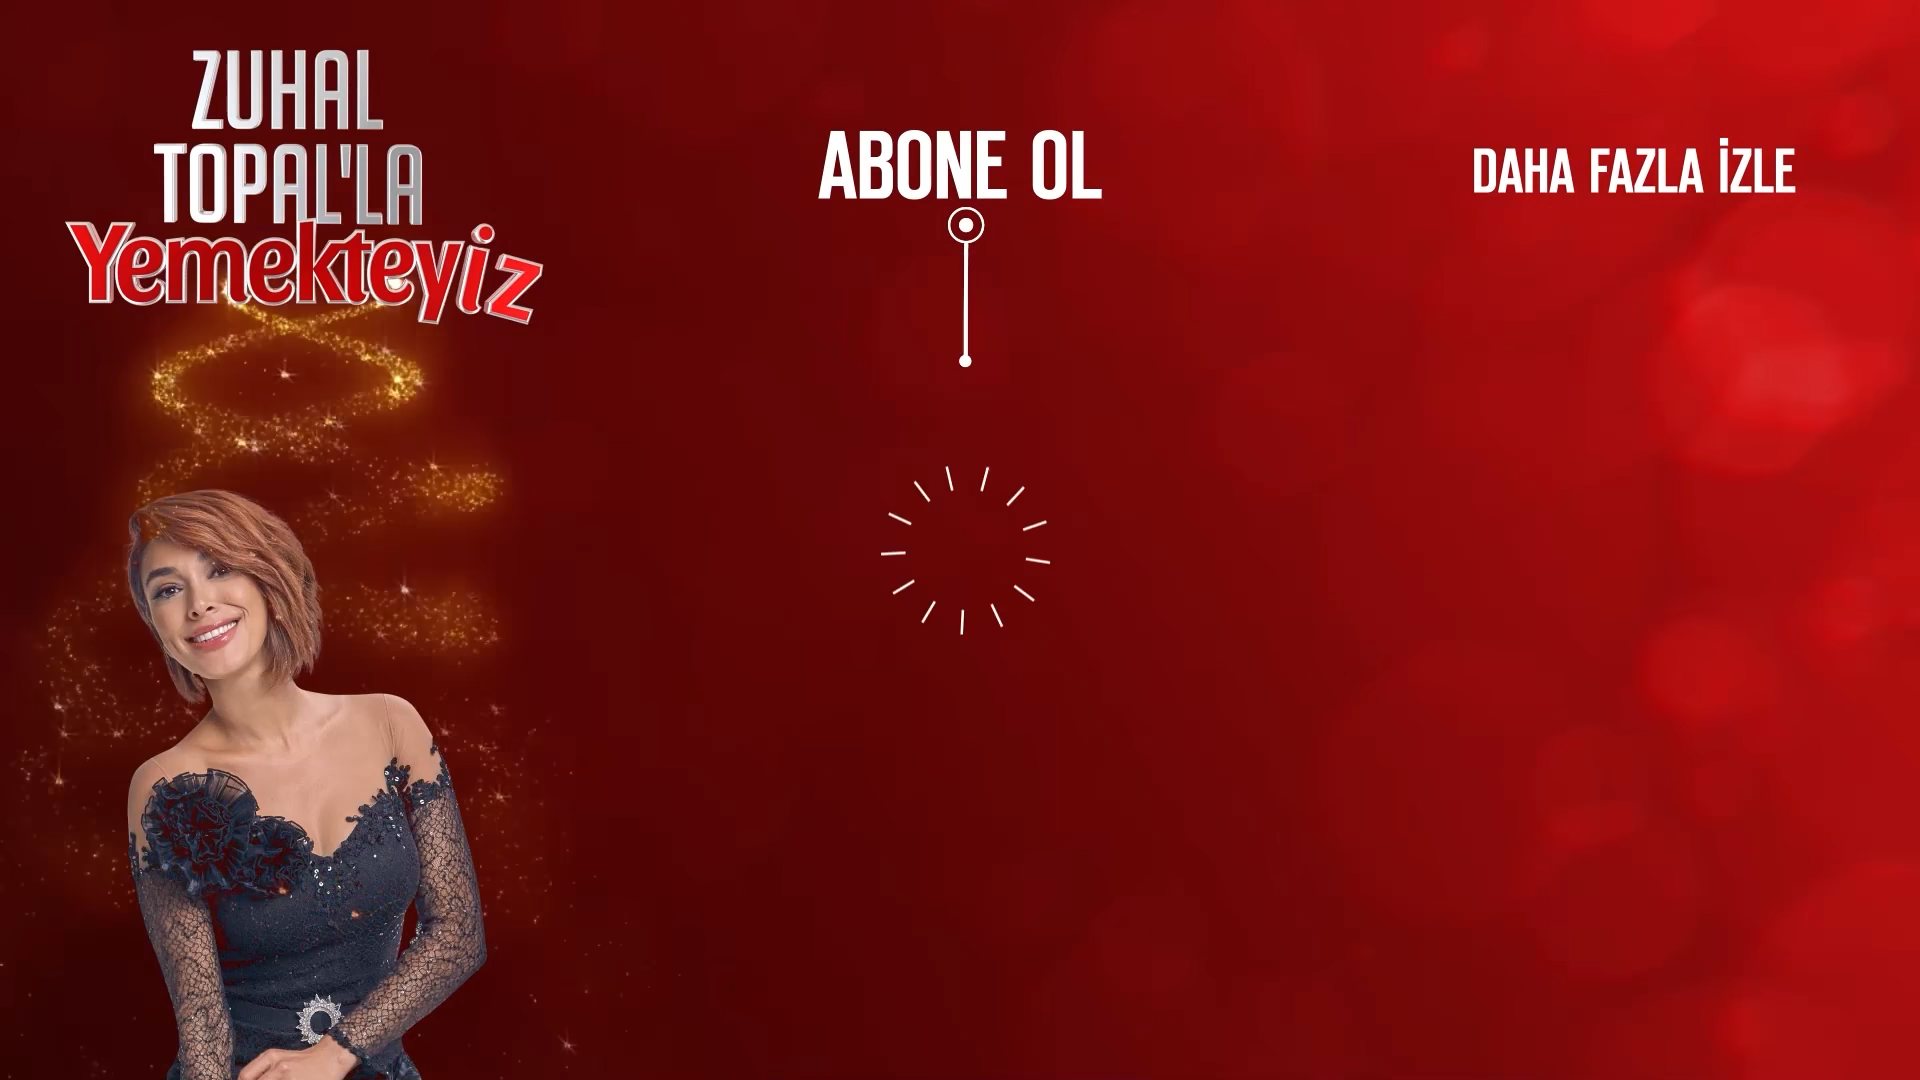 ZUHAL
TOPAL'LA
Yemekteyiz
ABONE OL
DAHA FAZLA İZLE